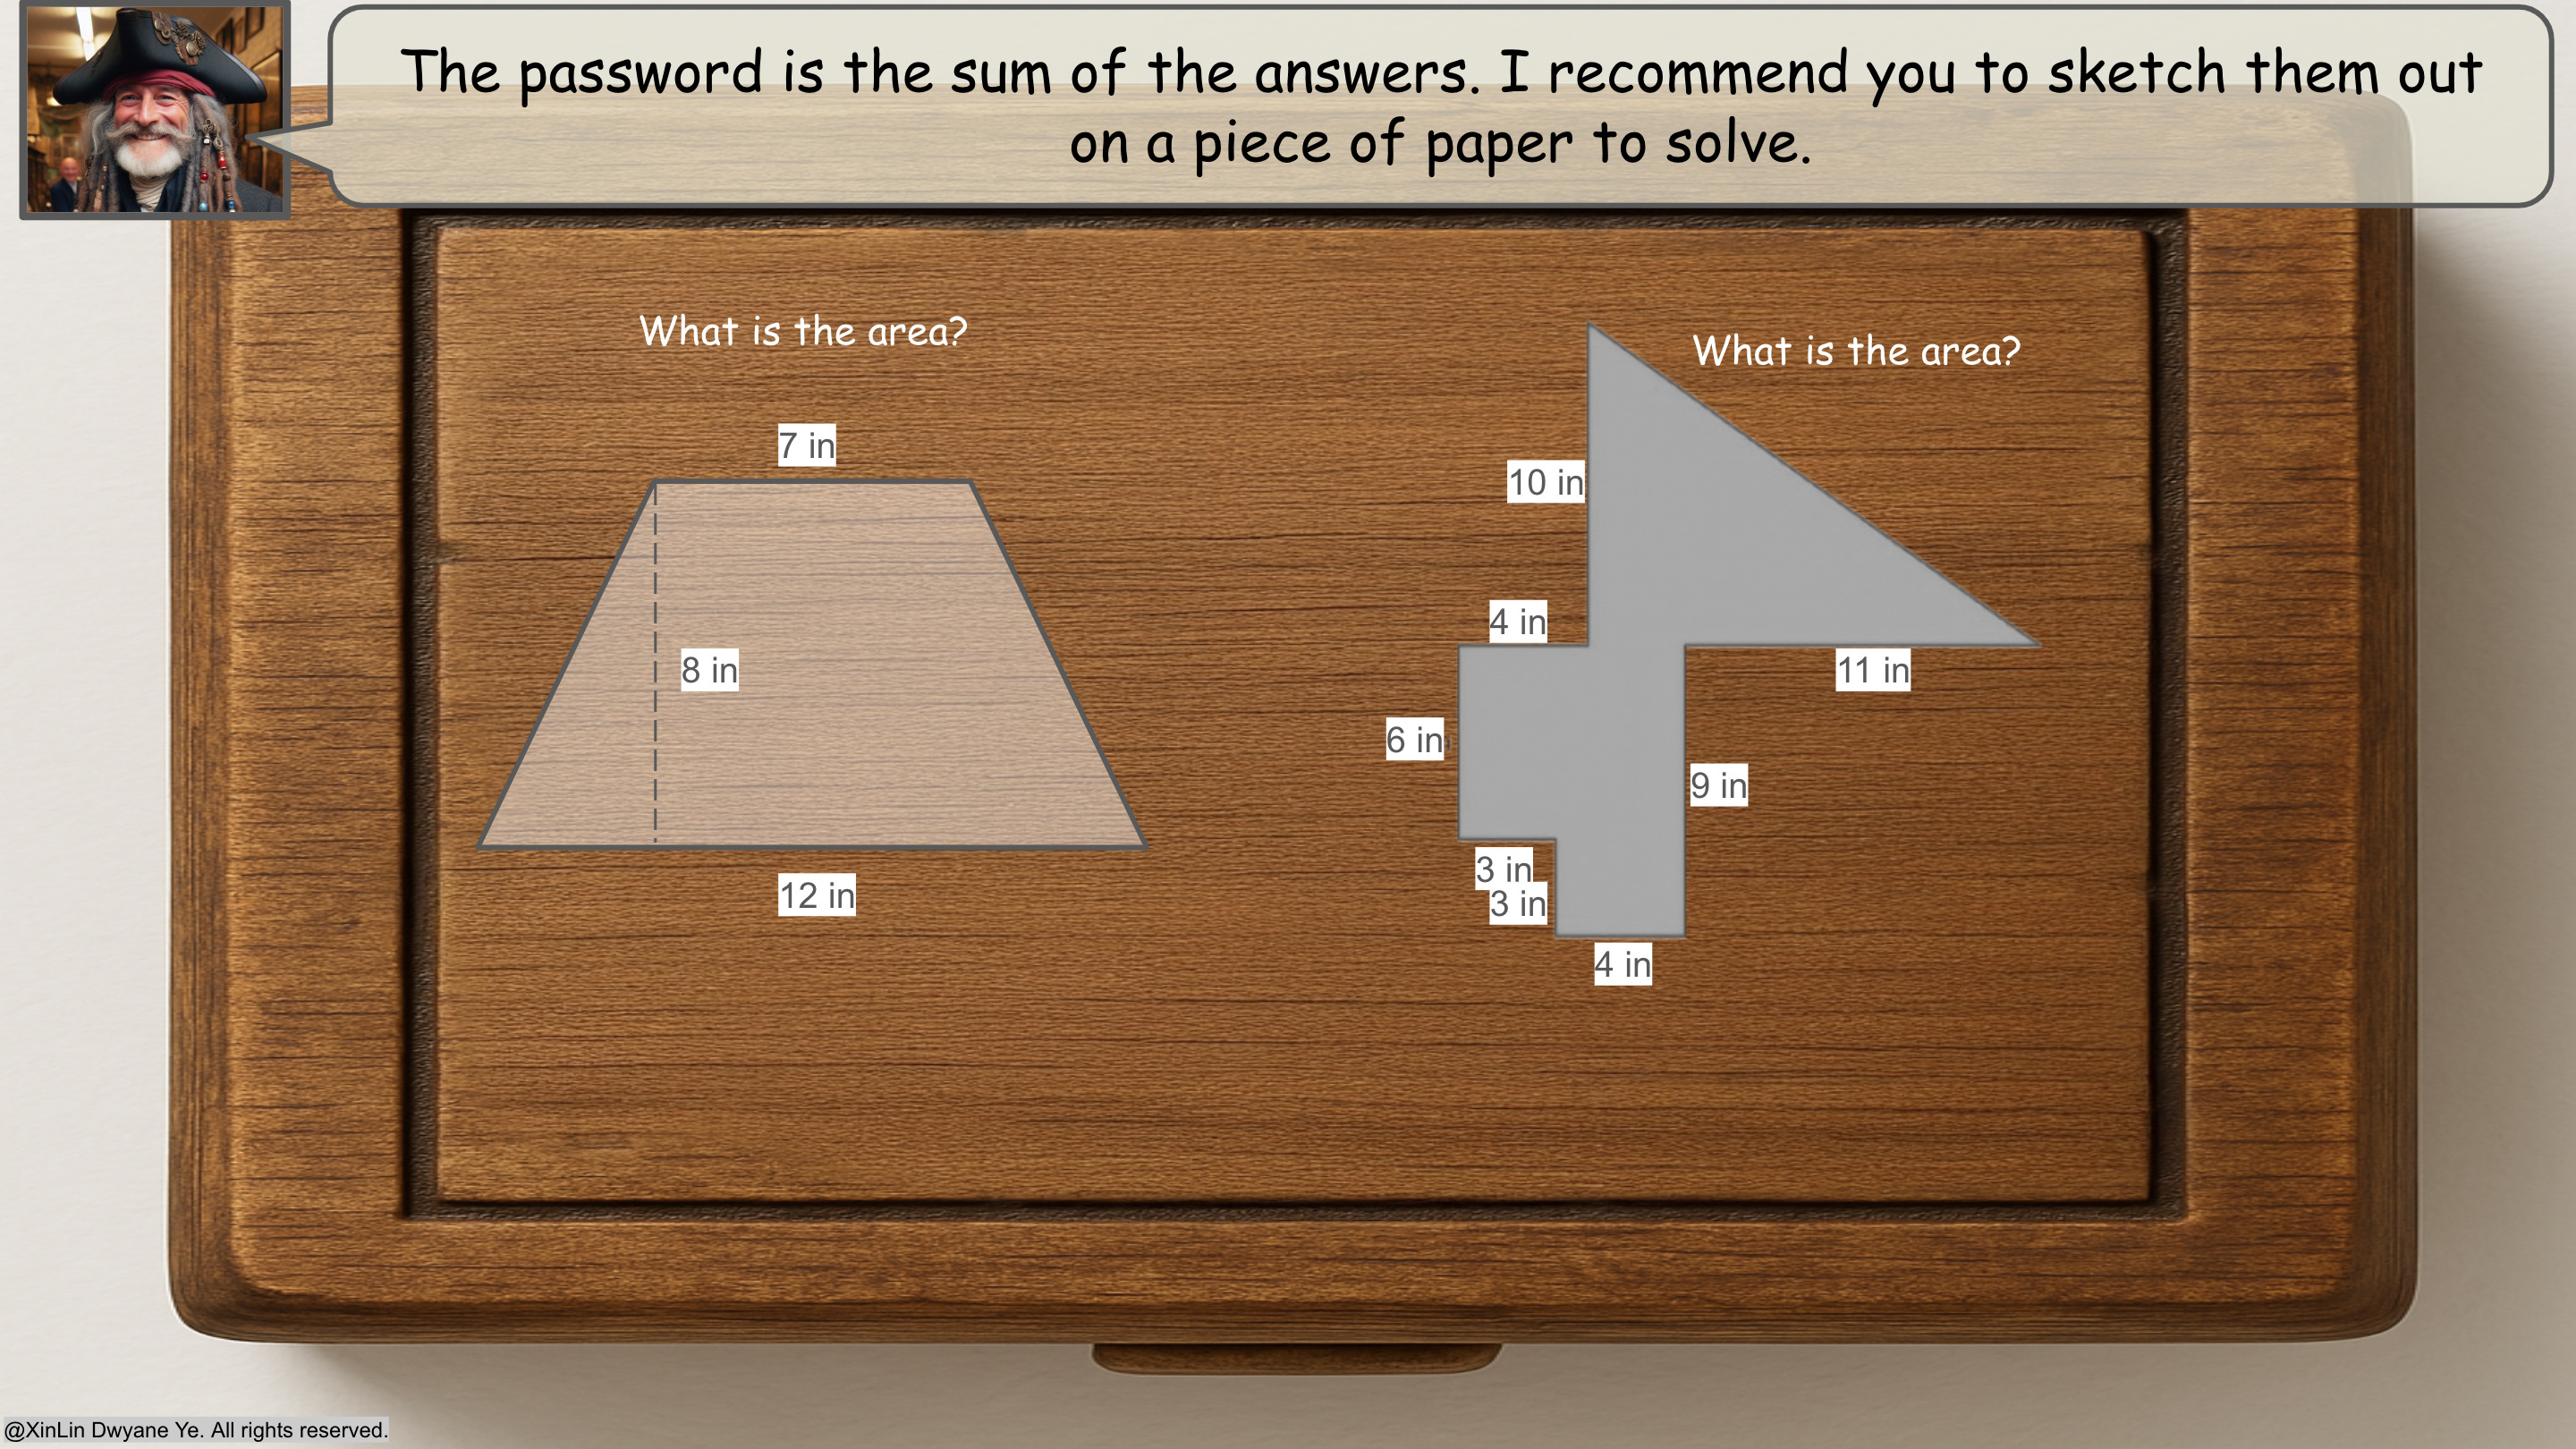 The password is the sum of the answers. I recommend you to sketch them out
on a piece of paper to solve.
What is the area?
7 in
8 in
12 in
What is the area?
10 in
4 in
11 in
6 in
9 in
3 in
3 in
4 in
@XinLin Dwyane Ye. All rights reserved.